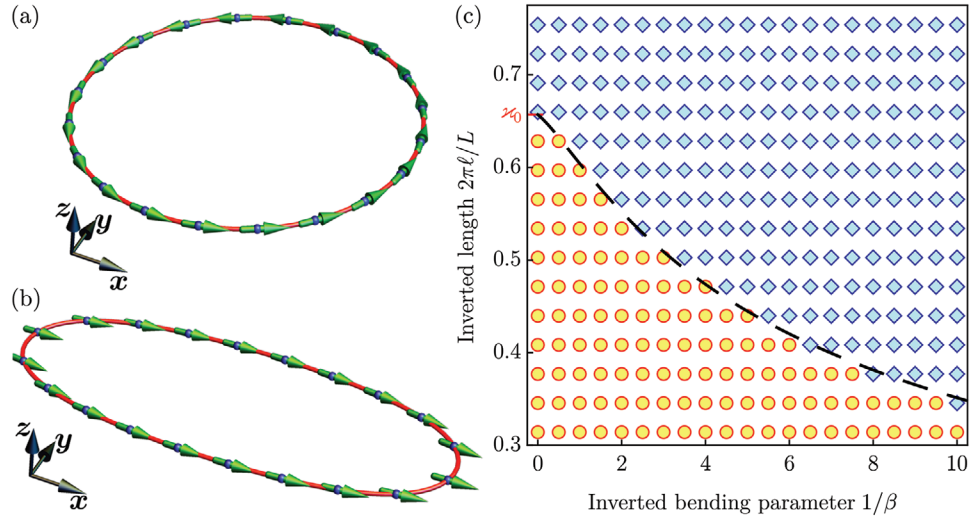 (a)
z
y
x
(b)
z
y
x
(c)
Inverted length 2πℓ/L
0.7
ϰ₀
0.6
0.5
0.4
0.3
0
2
4
6
8
10
Inverted bending parameter 1/β